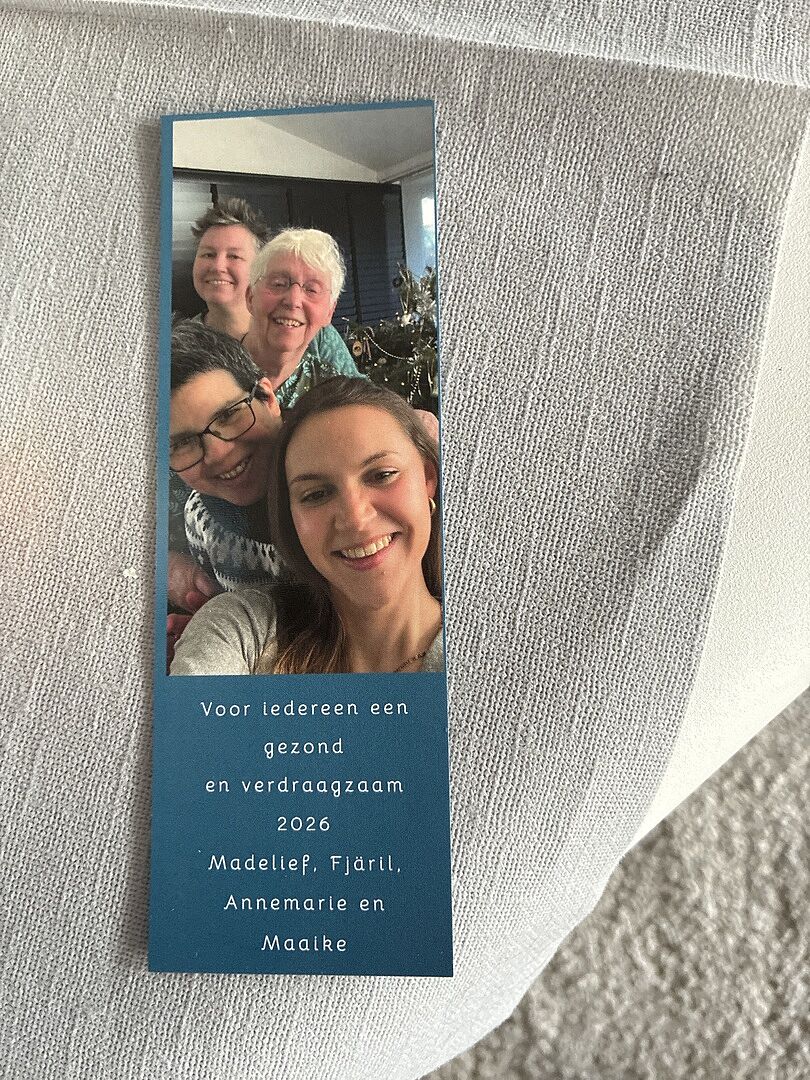 Voor iedereen een
gezond
en verdraagzaam
2026
Madelief, Fjäril,
Annemarie en
Maaike